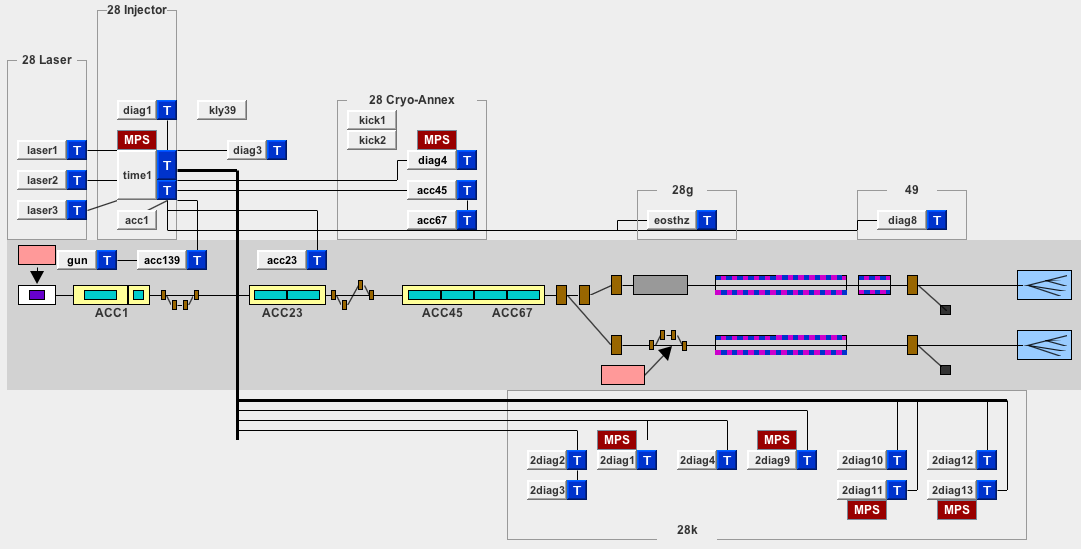 28 Injector
28 Laser
28 Cryo-Annex
diag1 T
kly39
kick1
MPS
kick2
MPS
laser1 T
T
diag3 T
diag4 T
time1
laser2 T
T
acc45 T
laser3 T
acc1
acc67 T
28g
eosthz T
49
diag8 T
gun T
acc139 T
acc23 T
ACC1
ACC23
ACC45
ACC67
MPS
MPS
2diag2 T
2diag1 T
2diag4 T
2diag9 T
2diag10 T
2diag12 T
2diag3 T
2diag11 T
2diag13 T
MPS
MPS
28k